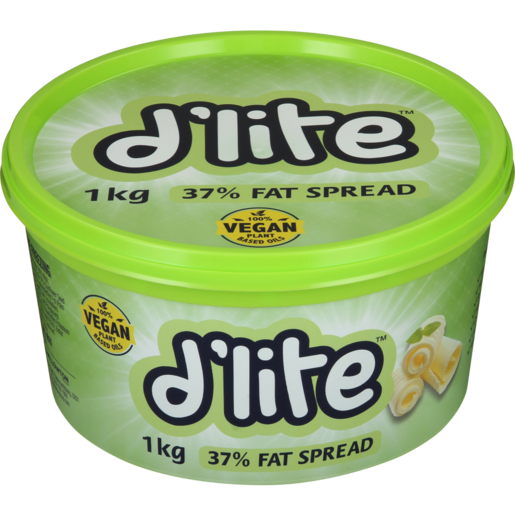 d'lite™
1kg 37% FAT SPREAD
100%
VEGAN
PLANT
BASED OILS
100%
VEGAN
PLANT
BASED OILS
d'lite™
1kg 37% FAT SPREAD